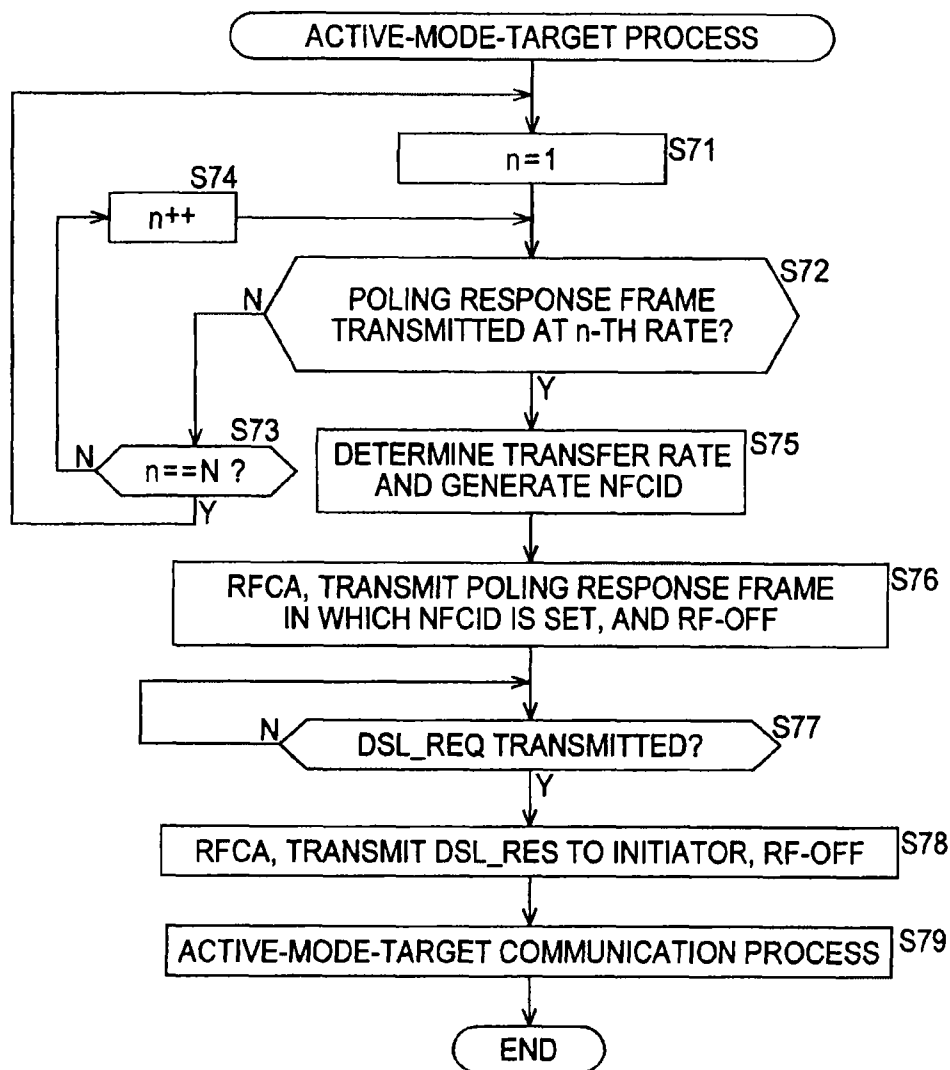 ACTIVE-MODE-TARGET PROCESS
n=1
S71
S74
n++
S72
N
POLING RESPONSE FRAME
TRANSMITTED AT n-TH RATE?
Y
S73
N
n==N ?
Y
S75
DETERMINE TRANSFER RATE
AND GENERATE NFCID
S76
RFCA, TRANSMIT POLING RESPONSE FRAME
IN WHICH NFCID IS SET, AND RF-OFF
N
S77
DSL_REQ TRANSMITTED?
Y
S78
RFCA, TRANSMIT DSL_RES TO INITIATOR, RF-OFF
S79
ACTIVE-MODE-TARGET COMMUNICATION PROCESS
END